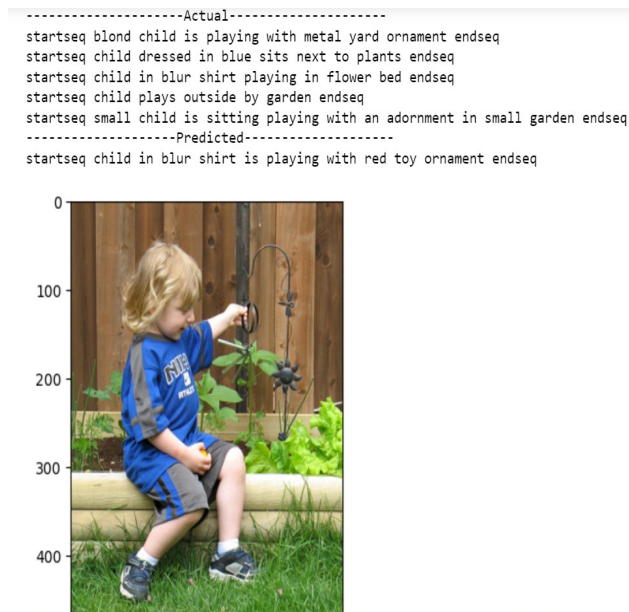 ---------------------Actual---------------------
startseq blond child is playing with metal yard ornament endseq
startseq child dressed in blue sits next to plants endseq
startseq child in blur shirt playing in flower bed endseq
startseq child plays outside by garden endseq
startseq small child is sitting playing with an adornment in small garden endseq
--------------------Predicted--------------------
startseq child in blur shirt is playing with red toy ornament endseq
0
100
200
300
400